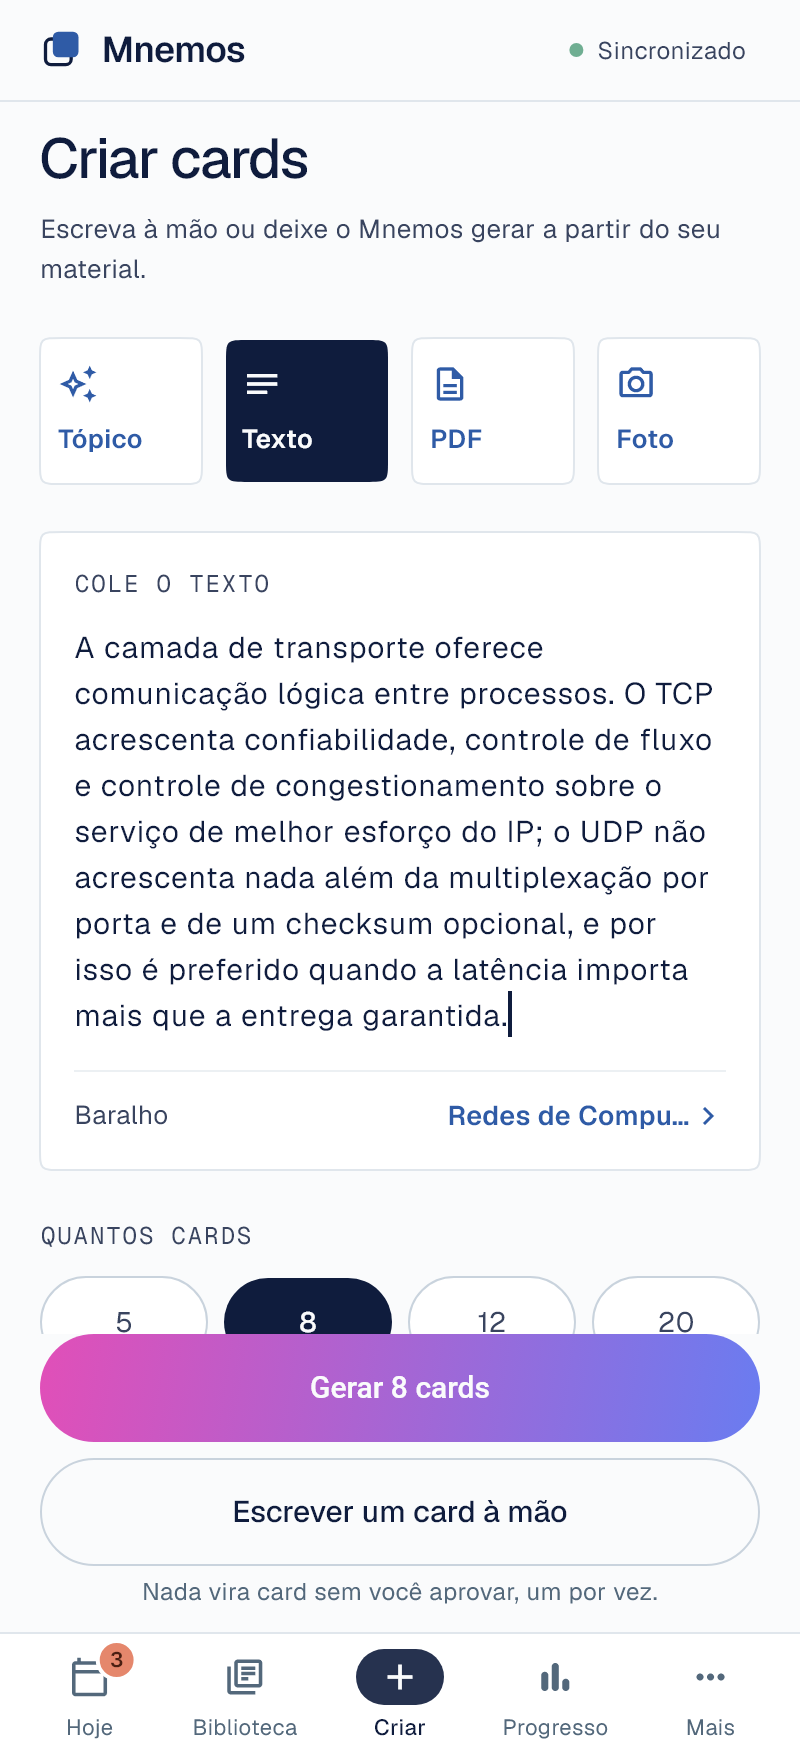 Mnemos
Sincronizado
Criar cards
Escreva à mão ou deixe o Mnemos gerar a partir do seu
material.
Tópico
Texto
PDF
Foto
COLE O TEXTO
A camada de transporte oferece
comunicação lógica entre processos. O TCP
acrescenta confiabilidade, controle de fluxo
e controle de congestionamento sobre o
serviço de melhor esforço do IP; o UDP não
acrescenta nada além da multiplexação por
porta e de um checksum opcional, e por
isso é preferido quando a latência importa
mais que a entrega garantida.
Baralho
Redes de Compu...
QUANTOS CARDS
5
8
12
20
Gerar 8 cards
Escrever um card à mão
Nada vira card sem você aprovar, um por vez.
3
Hoje
Biblioteca
Criar
Progresso
Mais